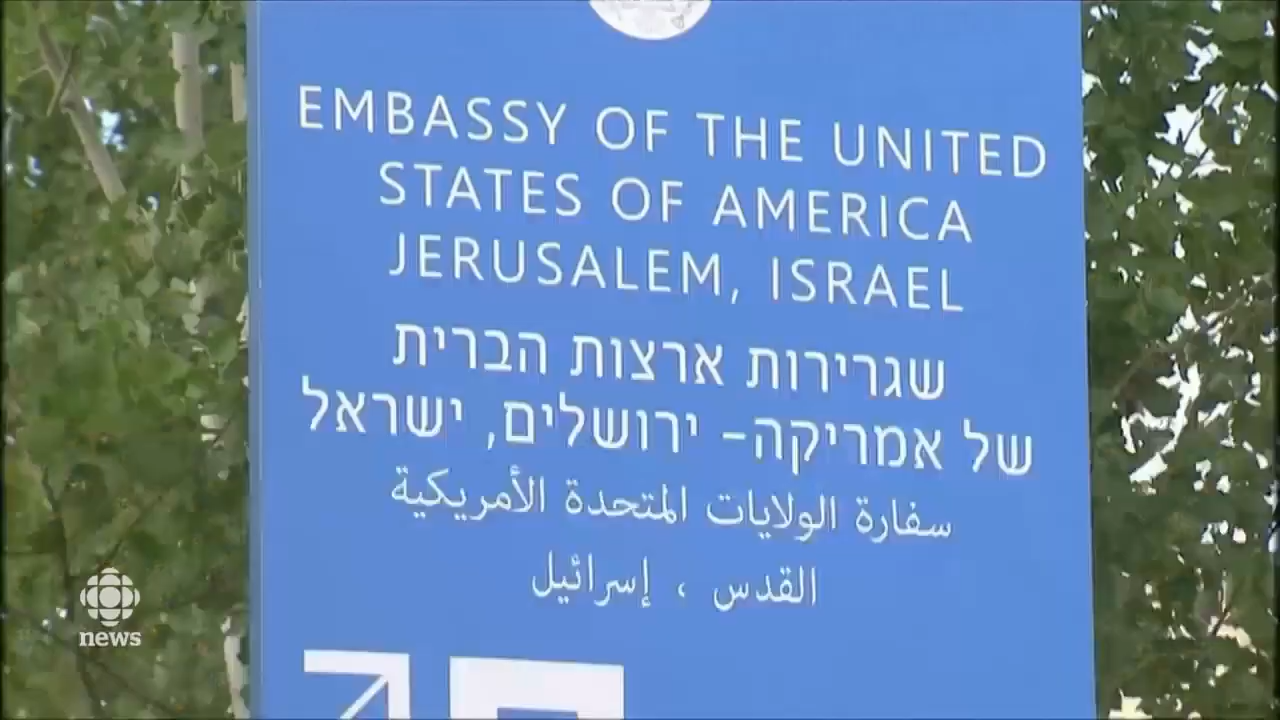 EMBASSY OF THE UNITED
STATES OF AMERICA
JERUSALEM, ISRAEL
שגרירות ארצות הברית
של אמריקה- ירושלים, ישראל
سفارة الولايات المتحدة الأمريكية
القدس ، إسرائيل
news